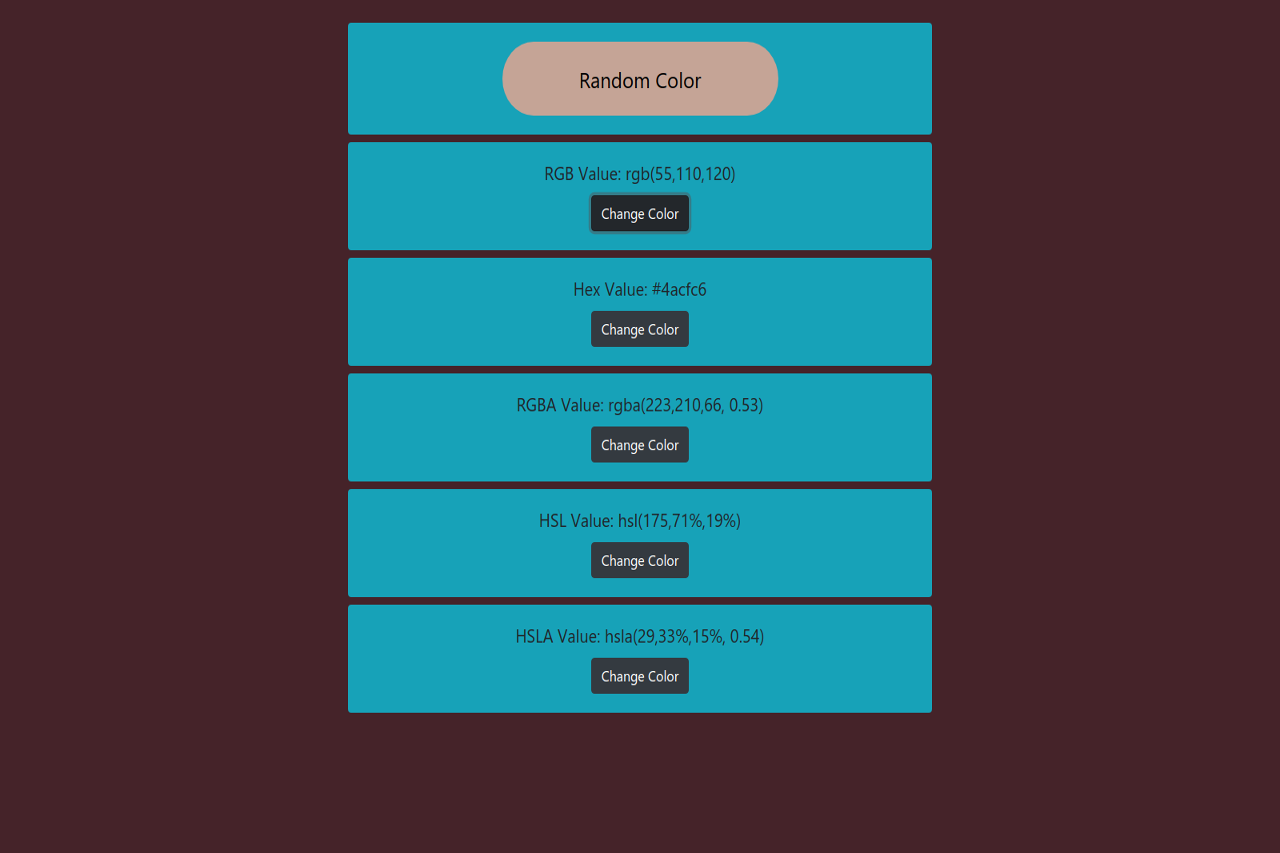 Random Color
RGB Value: rgb(55,110,120)
Change Color
Hex Value: #4acfc6
Change Color
RGBA Value: rgba(223,210,66, 0.53)
Change Color
HSL Value: hsl(175,71%,19%)
Change Color
HSLA Value: hsla(29,33%,15%, 0.54)
Change Color